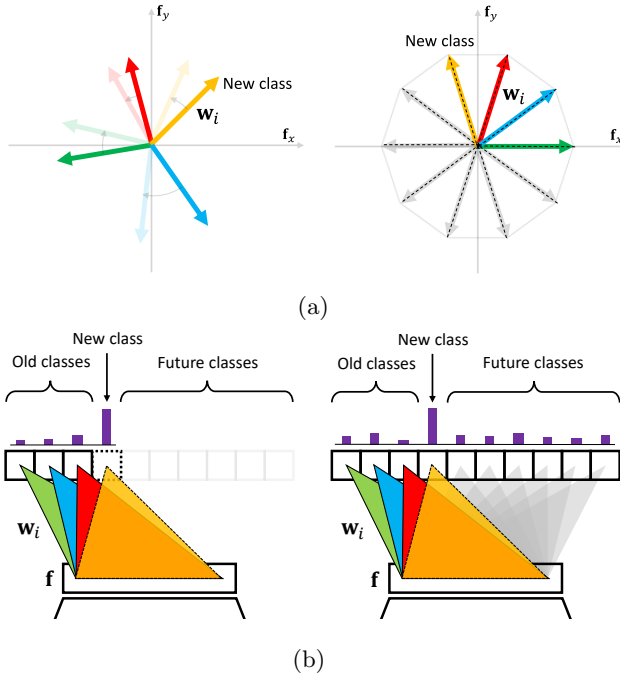 f_y
New class
w_i
f_x
f_y
New class
w_i
f_x
(a)
New class
Old classes
Future classes
w_i
f
New class
Old classes
Future classes
w_i
f
(b)